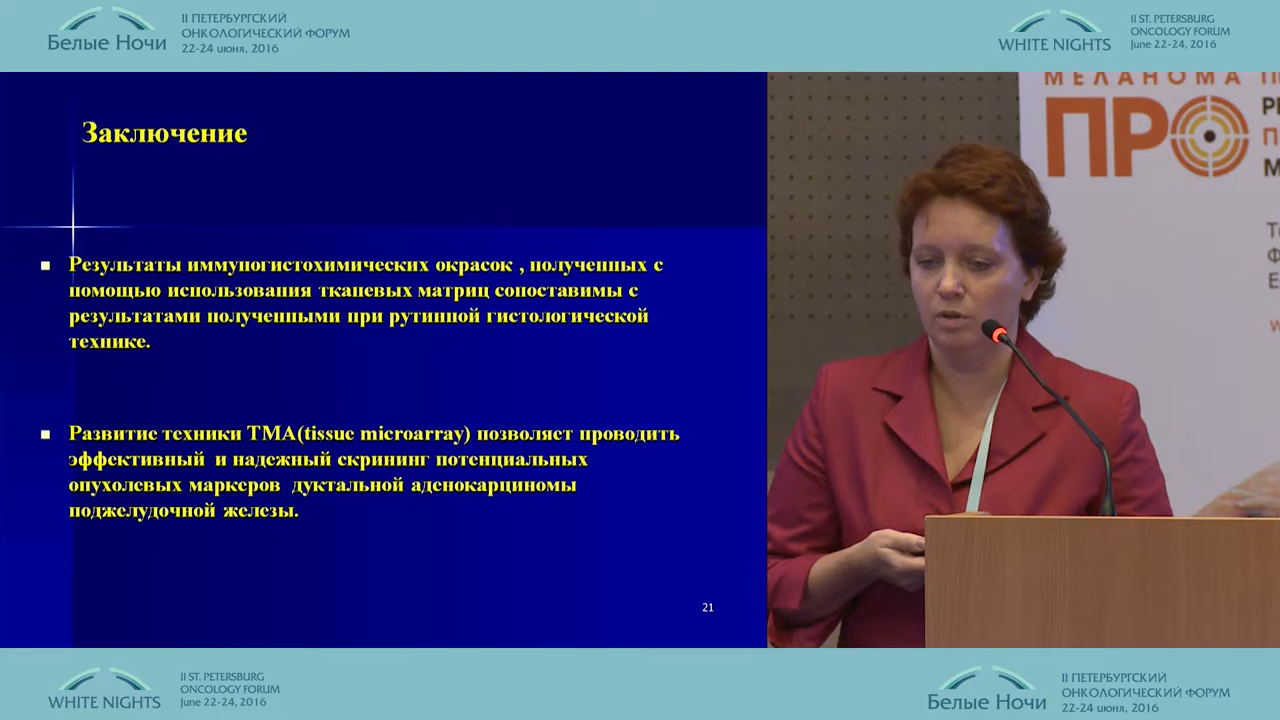 Белые Ночи
II ПЕТЕРБУРГСКИЙ
ОНКОЛОГИЧЕСКИЙ ФОРУМ
22-24 июня, 2016
WHITE NIGHTS
II ST. PETERSBURG
ONCOLOGY FORUM
June 22-24, 2016
Заключение
Результаты иммуногистохимических окрасок , полученных с
помощью использования тканевых матриц сопоставимы с
результатами полученными при рутинной гистологической
технике.
Развитие техники ТМА(tissue microarray) позволяет проводить
эффективный и надежный скрининг потенциальных
опухолевых маркеров дуктальной аденокарциномы
поджелудочной железы.
21
МЕЛАНОМА
ПРО
WHITE NIGHTS
II ST. PETERSBURG
ONCOLOGY FORUM
June 22-24, 2016
Белые Ночи
II ПЕТЕРБУРГСКИЙ
ОНКОЛОГИЧЕСКИЙ ФОРУМ
22-24 июня, 2016